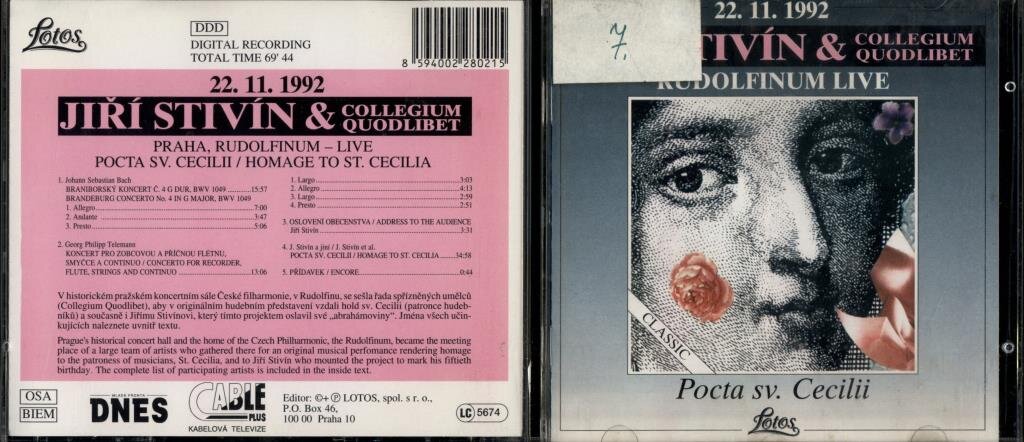 Lotos
DDD
DIGITAL RECORDING
TOTAL TIME 69' 44
8 594002 280215
22. 11. 1992
JIŘÍ STIVÍN & COLLEGIUM QUODLIBET
PRAHA, RUDOLFINUM – LIVE
POCTA SV. CECILII / HOMAGE TO ST. CECILIA
1. Johann Sebastian Bach
BRANIBORSKÝ KONCERT Č. 4 G DUR, BWV 1049 ............15:57
BRANDEBURG CONCERTO No. 4 IN G MAJOR, BWV 1049
1. Allegro ............7:00
2. Andante ............3:47
3. Presto ............5:06
2. Georg Philipp Telemann
KONCERT PRO ZOBCOVOU A PŘÍČNOU FLÉTNU,
SMYČCE A CONTINUO / CONCERTO FOR RECORDER,
FLUTE, STRINGS AND CONTINUO ............13:06
1. Largo ............3:03
2. Allegro ............4:13
3. Largo ............2:59
4. Presto ............2:51
3. OSLOVENÍ OBECENSTVA / ADDRESS TO THE AUDIENCE
Jiří Stivín ............3:31
4. J. Stivín a jiní / J. Stivín et al.
POCTA SV. CECILII / HOMAGE TO ST. CECILIA ............34:58
5. PŘÍDAVEK / ENCORE ............0:44
V historickém pražském koncertním sále České filharmonie, v Rudolfinu, se sešla řada spřízněných umělců
(Collegium Quodlibet), aby v originálním hudebním představení vzdali hold sv. Cecilii (patronce hudeb-
níků) a současně i Jiřímu Stivínovi, který tímto projektem oslavil své „abrahámoviny". Jména všech účin-
kujících naleznete uvnitř textu.
Prague's historical concert hall and the home of the Czech Philharmonic, the Rudolfinum, became the meeting
place of a large team of artists who gathered there for an original musical perfomance rendering homage
to the patroness of musicians, St. Cecilia, and to Jiří Stivín who mounted the project to mark his fiftieth
birthday. The complete list of participating artists is included in the inside text.
OSA
BIEM
MLADÁ FRONTA
DNES
CABLE
PLUS
KABELOVÁ TELEVIZE
Editor: ©+℗ LOTOS, spol. s r. o.,
P.O. Box 46,
100 00 Praha 10
LC 5674
7.
22. 11. 1992
STIVÍN & COLLEGIUM QUODLIBET
RUDOLFINUM LIVE
CLASSIC
Pocta sv. Cecilii
Lotos